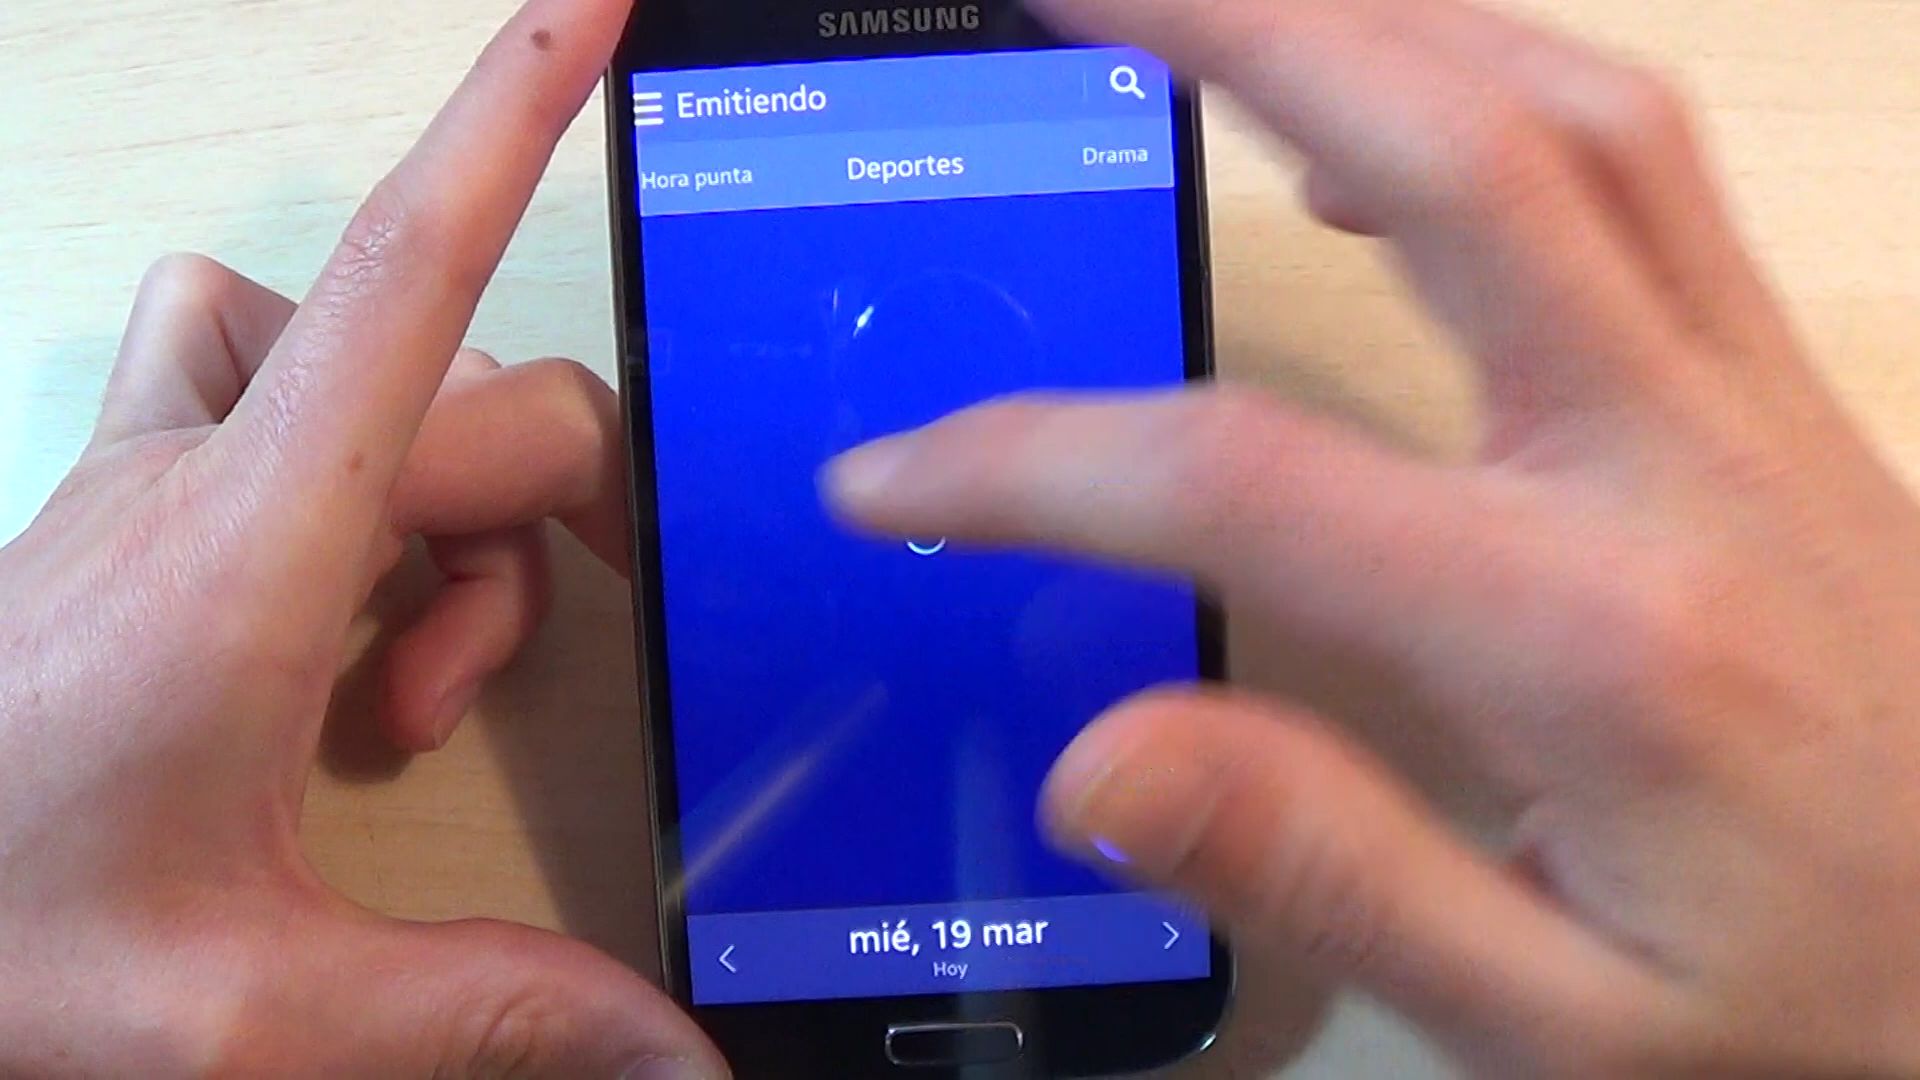 SAMSUNG
Emitiendo
Hora punta Deportes Drama
mié, 19 mar
Hoy